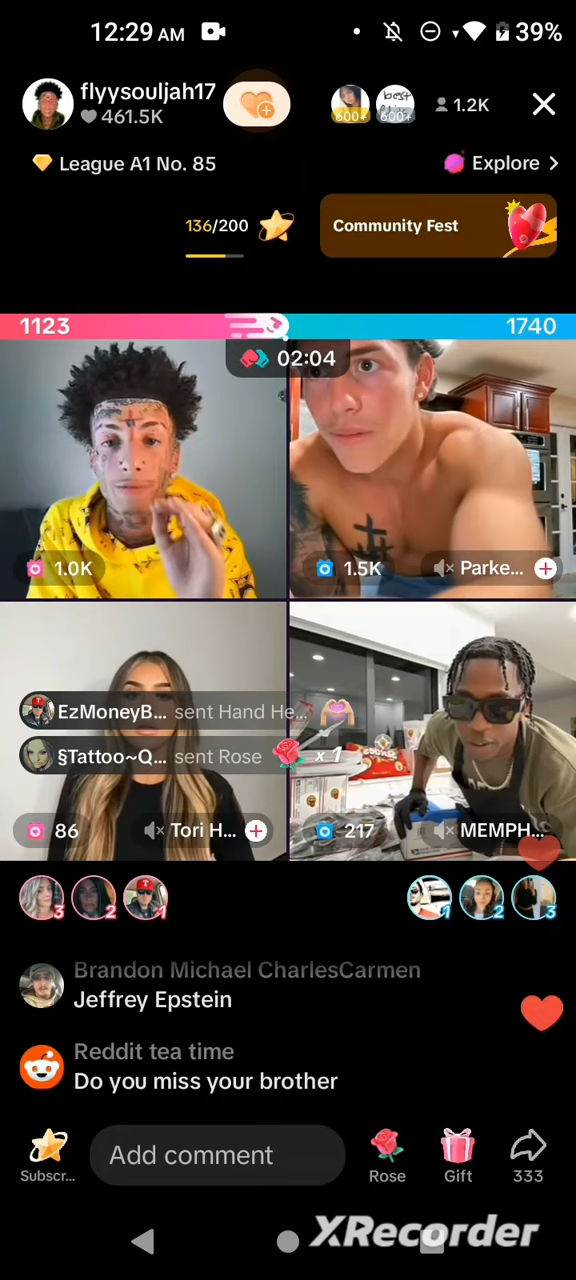 12:29 AM
39%
flyysouljah17
461.5K
600+
600+
1.2K
League A1 No. 85
Explore >
136/200
Community Fest
1123
1740
02:04
1.0K
1.5K
Parke...
EzMoneyB... sent Hand He...
§Tattoo~Q... sent Rose
x 1
86
Tori H...
217
MEMPH...
3
2
1
1
2
3
Brandon Michael CharlesCarmen
Jeffrey Epstein
Reddit tea time
Do you miss your brother
Subscr...
Add comment
Rose
Gift
333
XRecorder